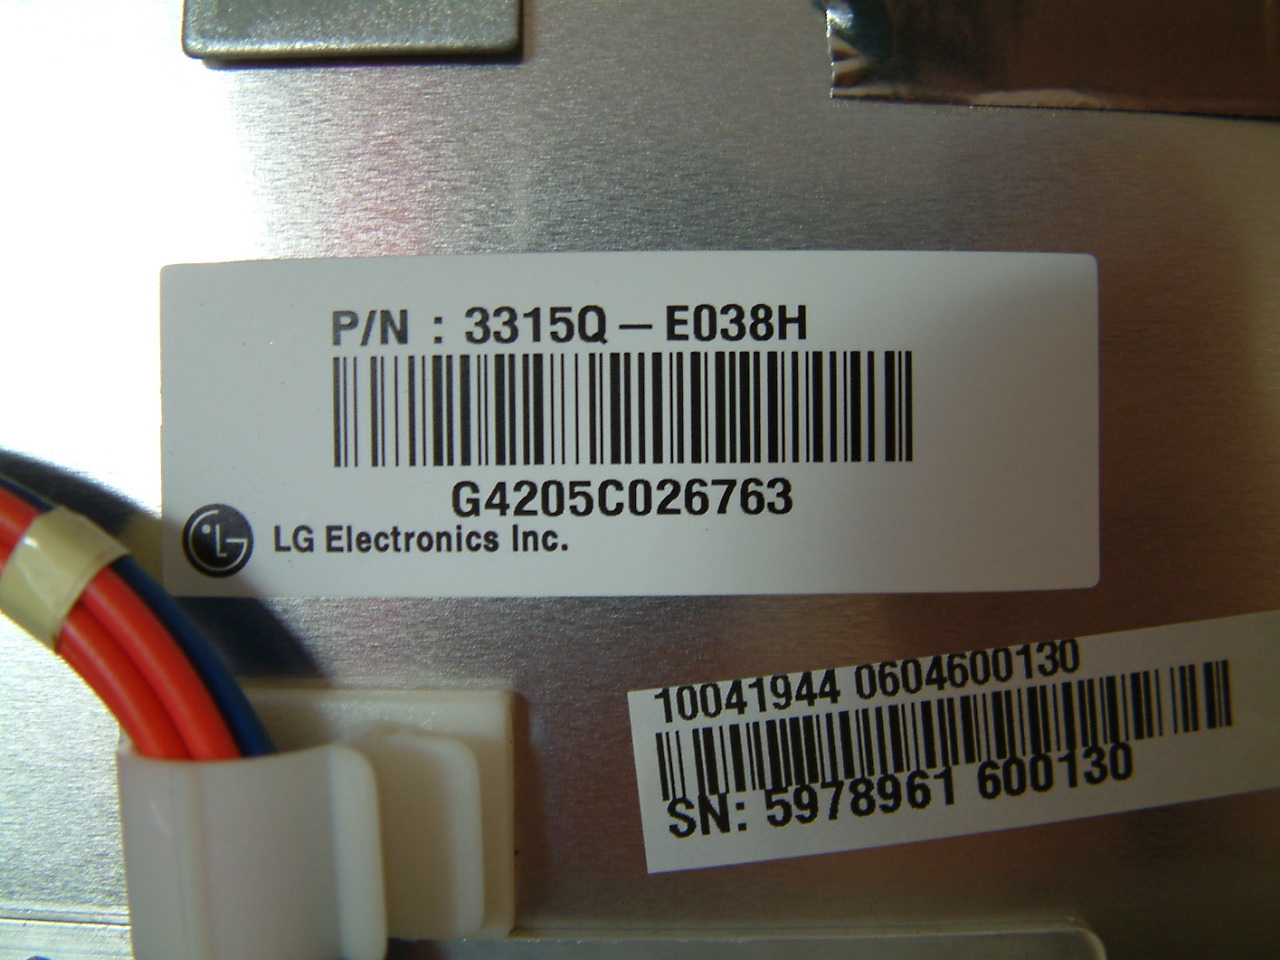 P/N : 3315Q – E038H
G4205C026763
LG Electronics Inc.
10041944 0604600130
SN: 5978961 600130